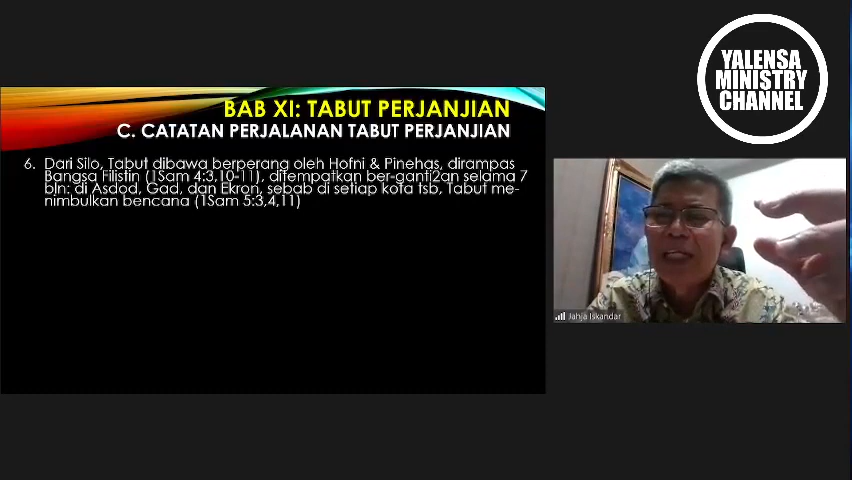 YALENSA
MINISTRY
CHANNEL
BAB XI: TABUT PERJANJIAN
C. CATATAN PERJALANAN TABUT PERJANJIAN
6. Dari Silo, Tabut dibawa berperang oleh Hofni & Pinehas, dirampas
Bangsa Filistin (1Sam 4:3,10-11), ditempatkan ber-ganti2an selama 7
bln: di Asdod, Gad, dan Ekron, sebab di setiap kota tsb, Tabut me-
nimbulkan bencana (1Sam 5:3,4,11)
Jahja Iskandar